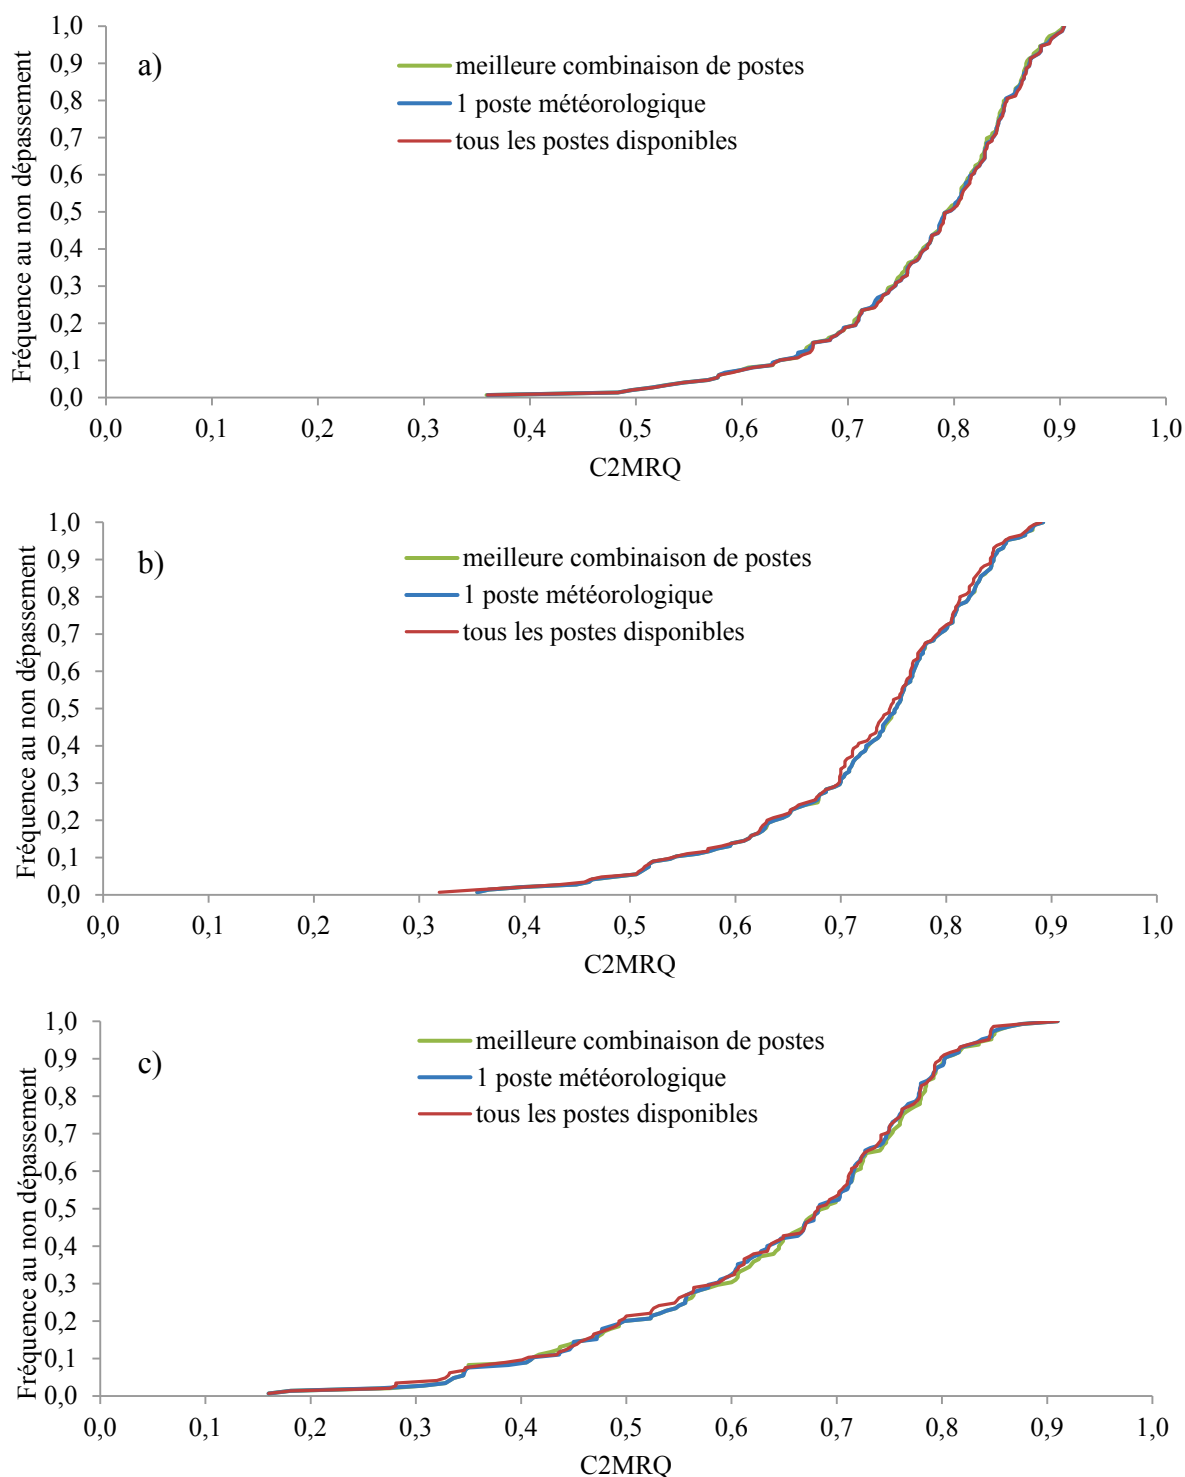 a)
meilleure combinaison de postes
1 poste météorologique
tous les postes disponibles
Fréquence au non dépassement
1,0
0,9
0,8
0,7
0,6
0,5
0,4
0,3
0,2
0,1
0,0
0,0 0,1 0,2 0,3 0,4 0,5 0,6 0,7 0,8 0,9 1,0
C2MRQ
b)
meilleure combinaison de postes
1 poste météorologique
tous les postes disponibles
Fréquence au non dépassement
1,0
0,9
0,8
0,7
0,6
0,5
0,4
0,3
0,2
0,1
0,0
0,0 0,1 0,2 0,3 0,4 0,5 0,6 0,7 0,8 0,9 1,0
C2MRQ
c)
meilleure combinaison de postes
1 poste météorologique
tous les postes disponibles
Fréquence au non dépassement
1,0
0,9
0,8
0,7
0,6
0,5
0,4
0,3
0,2
0,1
0,0
0,0 0,1 0,2 0,3 0,4 0,5 0,6 0,7 0,8 0,9 1,0
C2MRQ